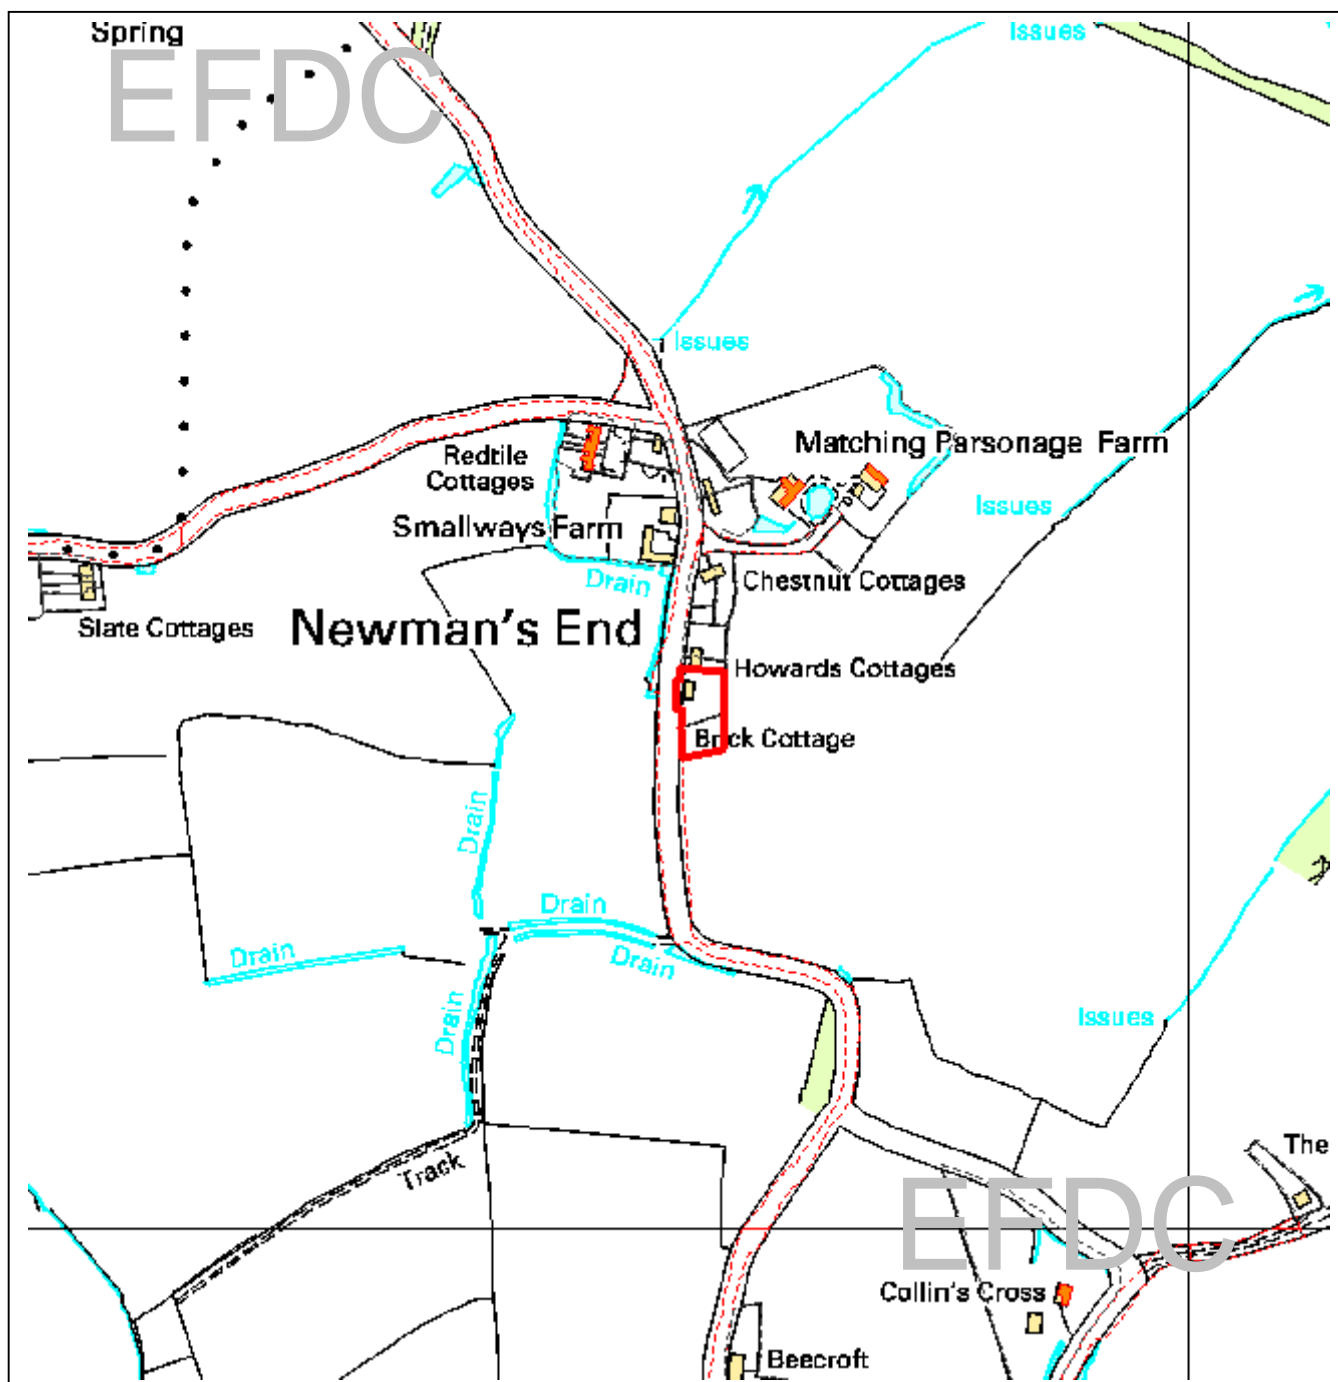 Spring
EFDC
Issues
Issues
Matching Parsonage Farm
Redtile
Cottages
Issues
Smallways Farm
Drain
Chestnut Cottages
Slate Cottages
Newman's End
Howards Cottages
Brick Cottage
Drain
Drain
Drain
Drain
Drain
Issues
Track
The
EFDC
Collin's Cross
Beecroft